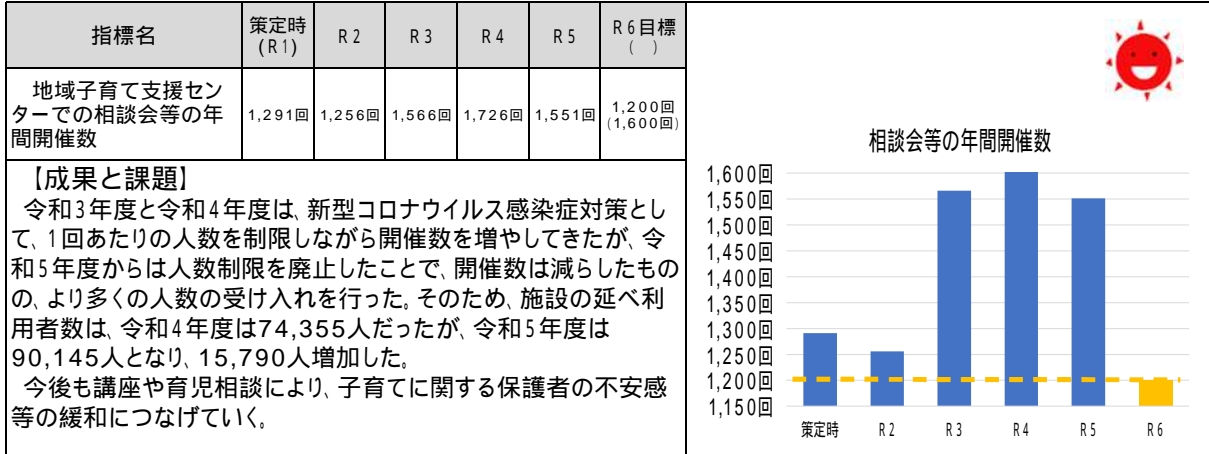 指標名
策定時
(R1)
R2
R3
R4
R5
R6目標
(　)
地域子育て支援セン
ターでの相談会等の年
間開催数
1,291回
1,256回
1,566回
1,726回
1,551回
1,200回
(1,600回)
【成果と課題】
令和3年度と令和4年度は、新型コロナウイルス感染症対策とし
て、1回あたりの人数を制限しながら開催数を増やしてきたが、令
和5年度からは人数制限を廃止したことで、開催数は減らしたもの
の、より多くの人数の受け入れを行った。そのため、施設の延べ利
用者数は、令和4年度は74,355人だったが、令和5年度は
90,145人となり、15,790人増加した。
今後も講座や育児相談により、子育てに関する保護者の不安感
等の緩和につなげていく。
相談会等の年間開催数
1,600回
1,550回
1,500回
1,450回
1,400回
1,350回
1,300回
1,250回
1,200回
1,150回
策定時 R2 R3 R4 R5 R6